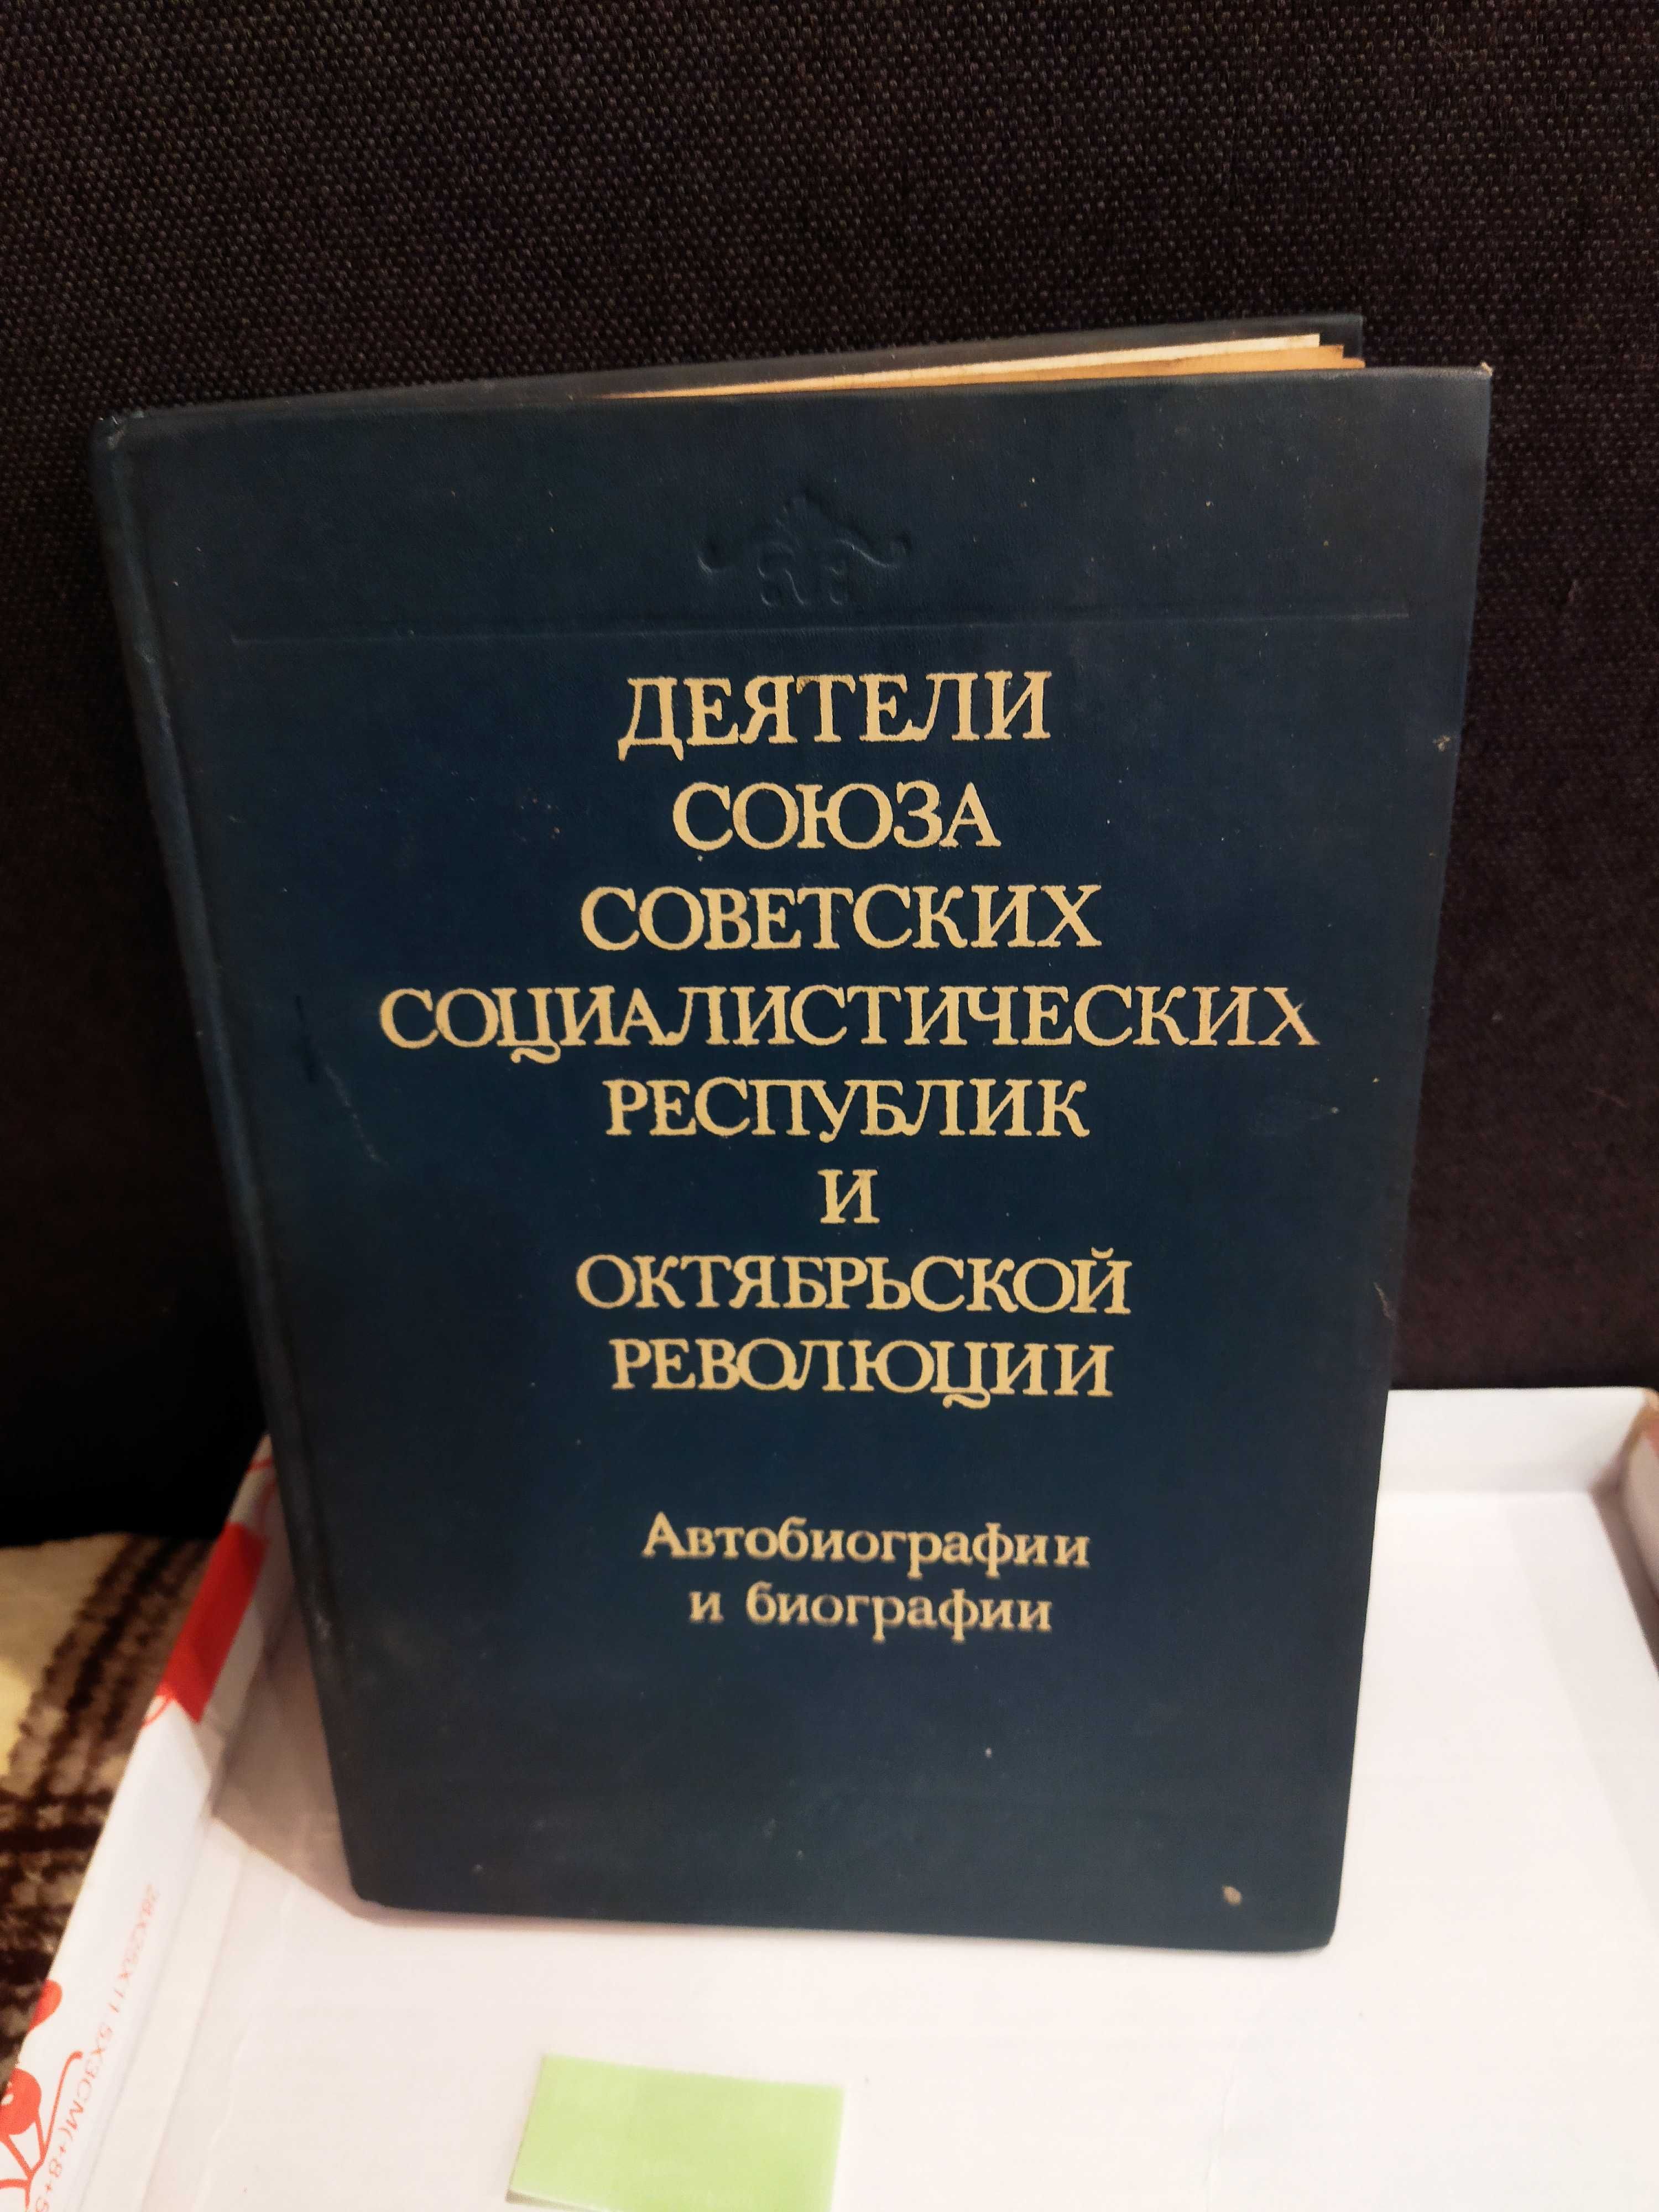 ДЕЯТЕЛИ
СОЮЗА
СОВЕТСКИХ
СОЦИАЛИСТИЧЕСКИХ
РЕСПУБЛИК
И
ОКТЯБРЬСКОЙ
РЕВОЛЮЦИИ
Автобиографии
и биографии